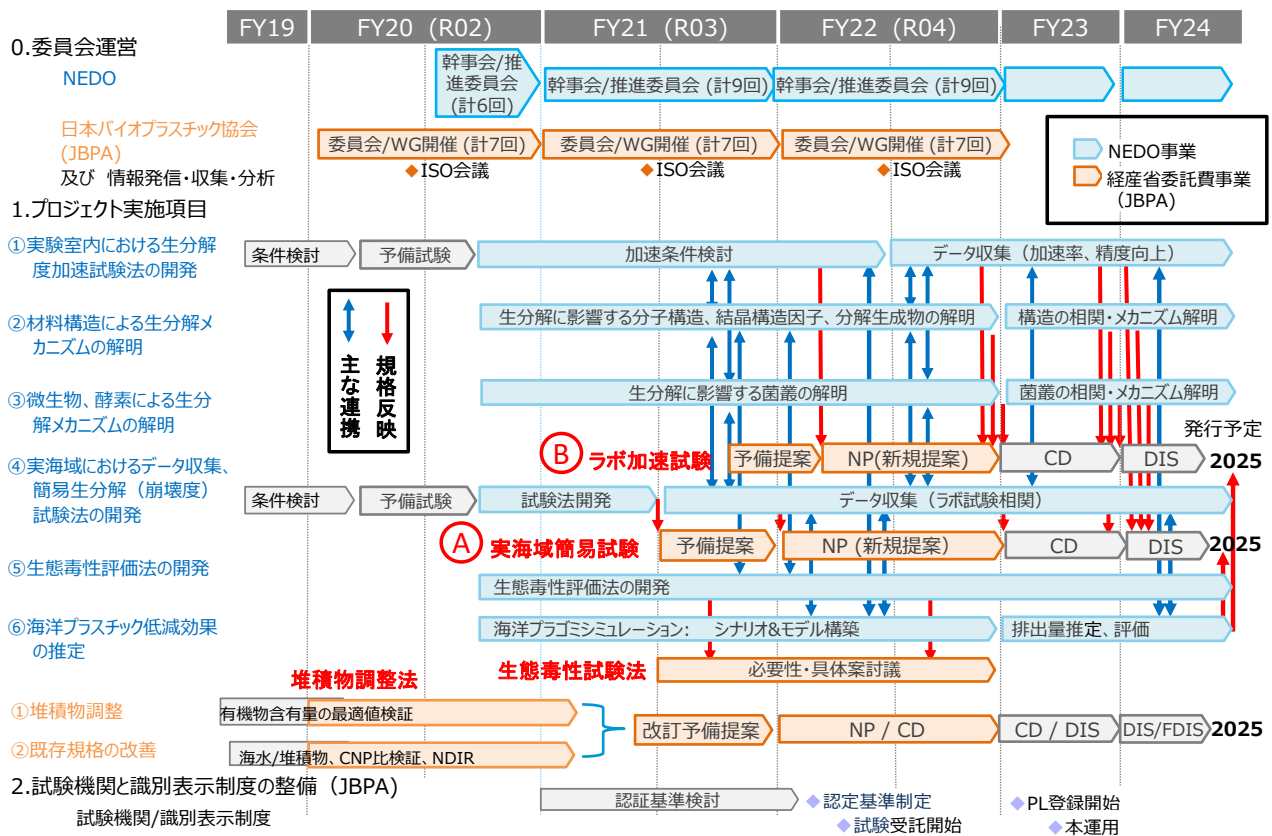 FY19 FY20 (R02) FY21 (R03) FY22 (R04) FY23 FY24
0.委員会運営
NEDO
幹事会/推
進委員会
(計6回)
幹事会/推進委員会 (計9回)
幹事会/推進委員会 (計9回)
日本バイオプラスチック協会
(JBPA)
及び 情報発信・収集・分析
委員会/WG開催 (計7回)
委員会/WG開催 (計7回)
委員会/WG開催 (計7回)
◆ISO会議
◆ISO会議
◆ISO会議
NEDO事業
経産省委託費事業
(JBPA)
1.プロジェクト実施項目
①実験室内における生分解
度加速試験法の開発
条件検討
予備試験
加速条件検討
データ収集（加速率、精度向上）
主な連携
規格反映
②材料構造による生分解メ
カニズムの解明
生分解に影響する分子構造、結晶構造因子、分解生成物の解明
構造の相関・メカニズム解明
③微生物、酵素による生分
解メカニズムの解明
生分解に影響する菌叢の解明
菌叢の相関・メカニズム解明
発行予定
B ラボ加速試験
予備提案
NP(新規提案)
CD
DIS
2025
④実海域におけるデータ収集、
簡易生分解（崩壊度）
試験法の開発
条件検討
予備試験
試験法開発
データ収集（ラボ試験相関）
A 実海域簡易試験
予備提案
NP (新規提案)
CD
DIS
2025
⑤生態毒性評価法の開発
生態毒性評価法の開発
⑥海洋プラスチック低減効果
の推定
海洋プラゴミシミュレーション: シナリオ&モデル構築
排出量推定、評価
生態毒性試験法
必要性・具体案討議
堆積物調整法
①堆積物調整
有機物含有量の最適値検証
②既存規格の改善
海水/堆積物、CNP比検証、NDIR
改訂予備提案
NP / CD
CD / DIS
DIS/FDIS
2025
2.試験機関と識別表示制度の整備（JBPA)
試験機関/識別表示制度
認証基準検討
◆認定基準制定
◆試験受託開始
◆PL登録開始
◆本運用